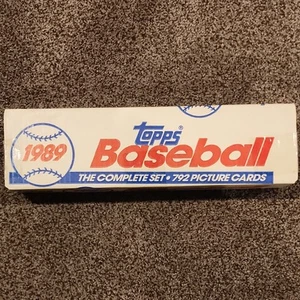 1989
Topps
Baseball
THE COMPLETE SET • 792 PICTURE CARDS